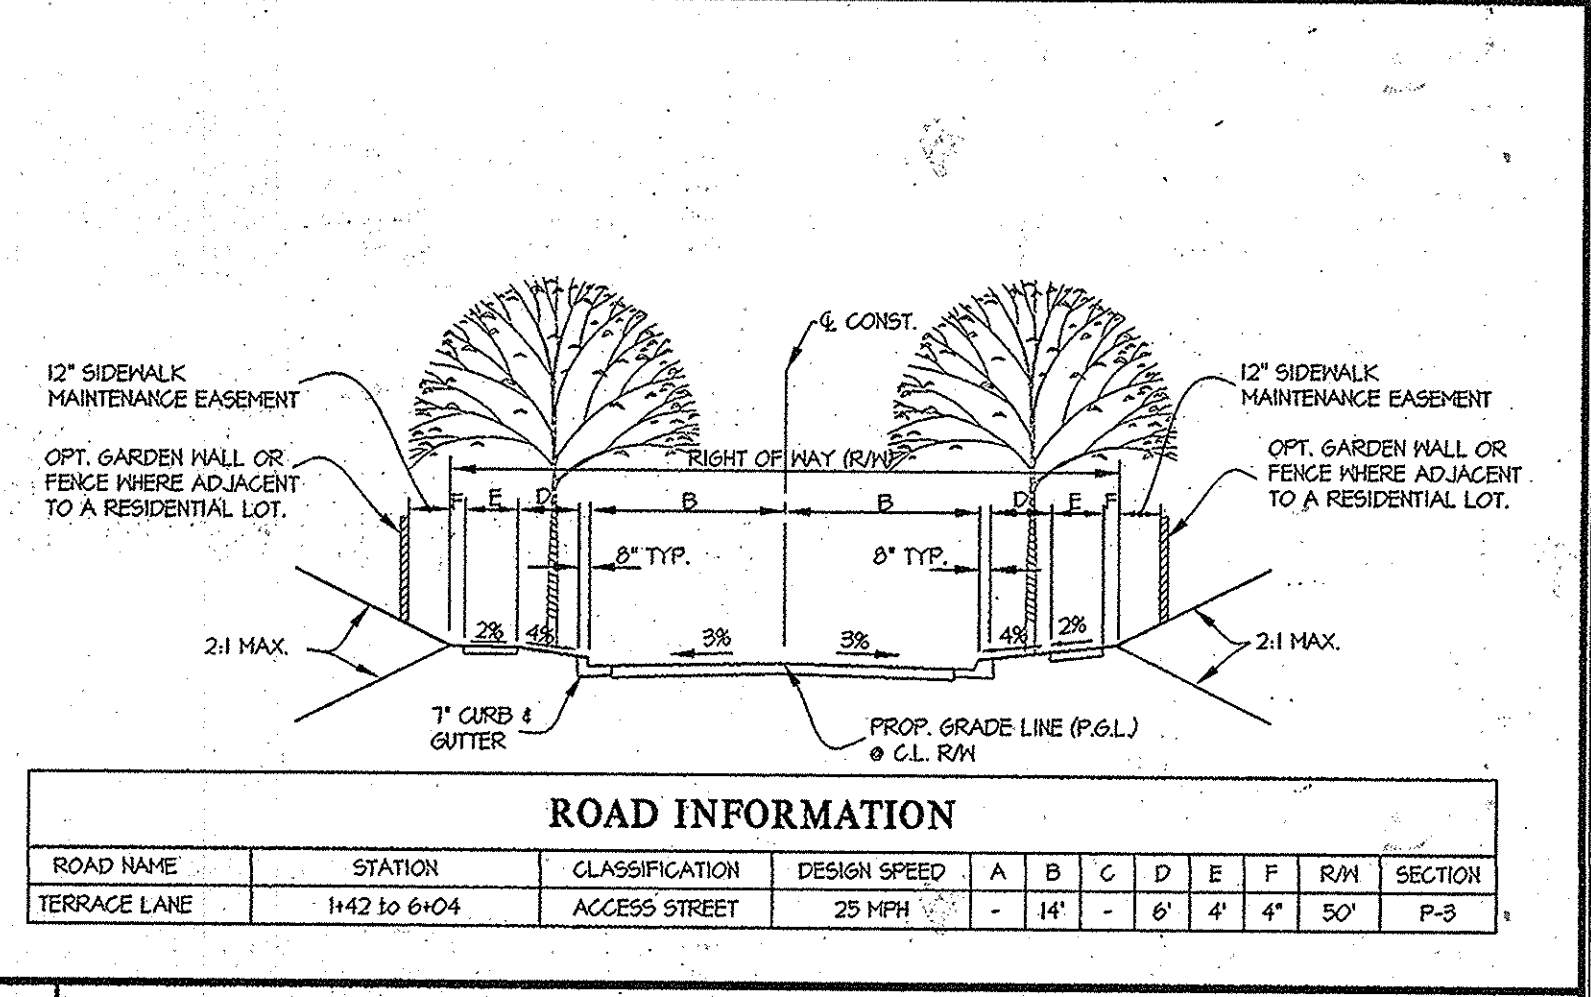 ℄ CONST.
12" SIDEWALK
MAINTENANCE EASEMENT
12" SIDEWALK
MAINTENANCE EASEMENT
OPT. GARDEN WALL OR
FENCE WHERE ADJACENT
TO A RESIDENTIAL LOT.
RIGHT OF WAY (R/W)
OPT. GARDEN WALL OR
FENCE WHERE ADJACENT
TO A RESIDENTIAL LOT.
F E D B B D E F
8" TYP. 8" TYP.
2% 4% 3% 3% 4% 2%
2:1 MAX. 2:1 MAX.
7" CURB &
GUTTER
PROP. GRADE LINE (P.G.L.)
@ C.L. R/W
ROAD INFORMATION
ROAD NAME STATION CLASSIFICATION DESIGN SPEED A B C D E F R/W SECTION
TERRACE LANE 1+42 to 6+04 ACCESS STREET 25 MPH - 14' - 6' 4' 4" 50' P-3